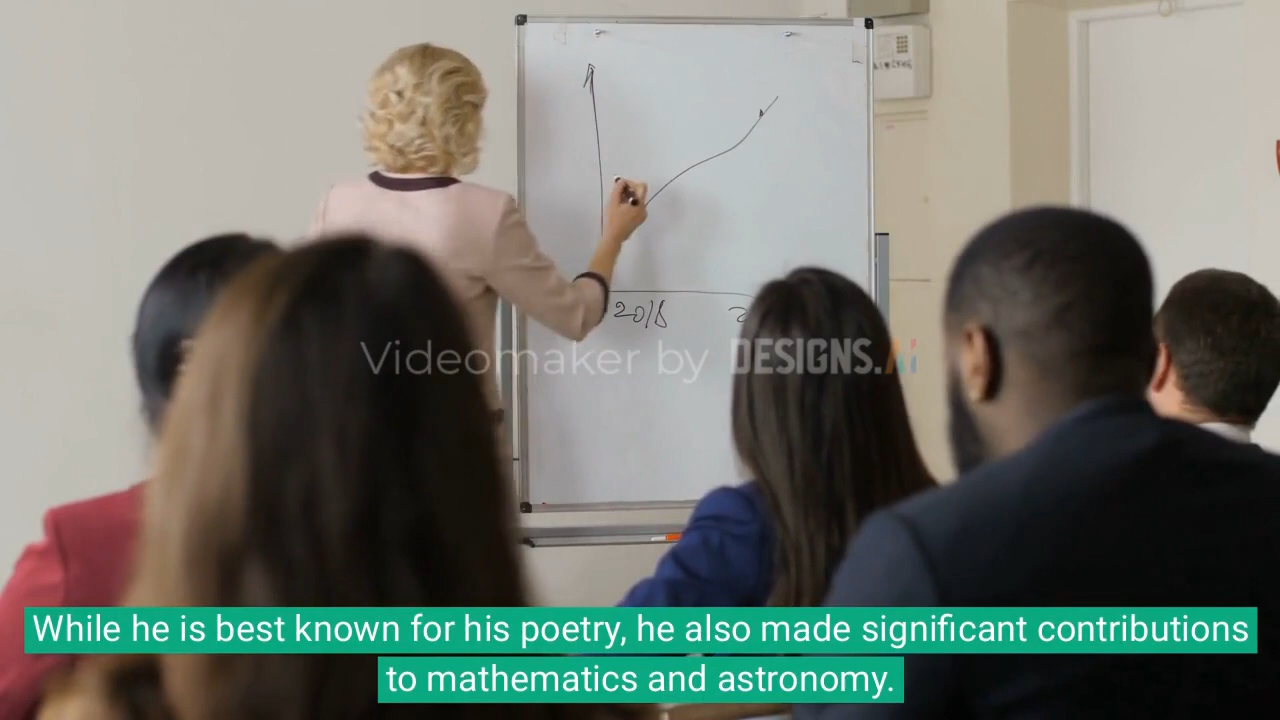 2018
Videomaker by DESIGNS.AI
While he is best known for his poetry, he also made significant contributions
to mathematics and astronomy.